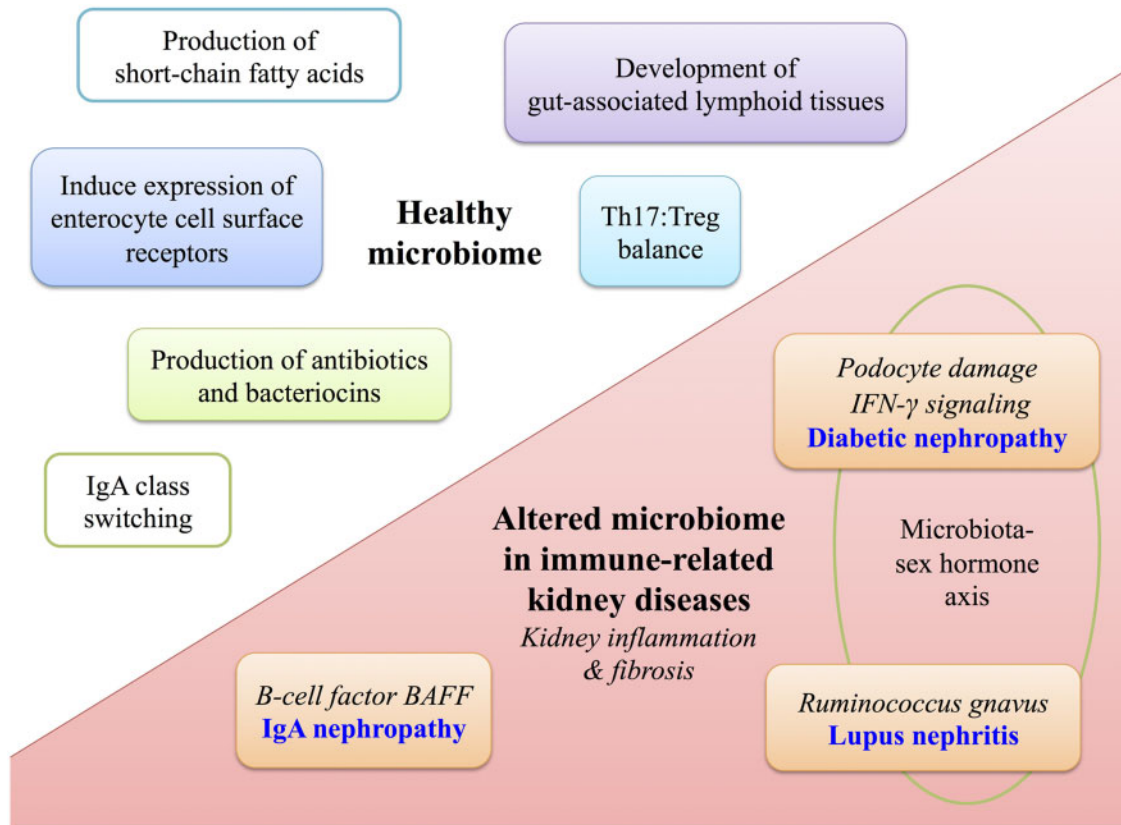 Production of
short-chain fatty acids
Development of
gut-associated lymphoid tissues
Induce expression of
enterocyte cell surface
receptors
Healthy
microbiome
Th17:Treg
balance
Production of antibiotics
and bacteriocins
IgA class
switching
Podocyte damage
IFN-γ signaling
Diabetic nephropathy
Altered microbiome
in immune-related
kidney diseases
Kidney inflammation
& fibrosis
Microbiota-
sex hormone
axis
B-cell factor BAFF
IgA nephropathy
Ruminococcus gnavus
Lupus nephritis